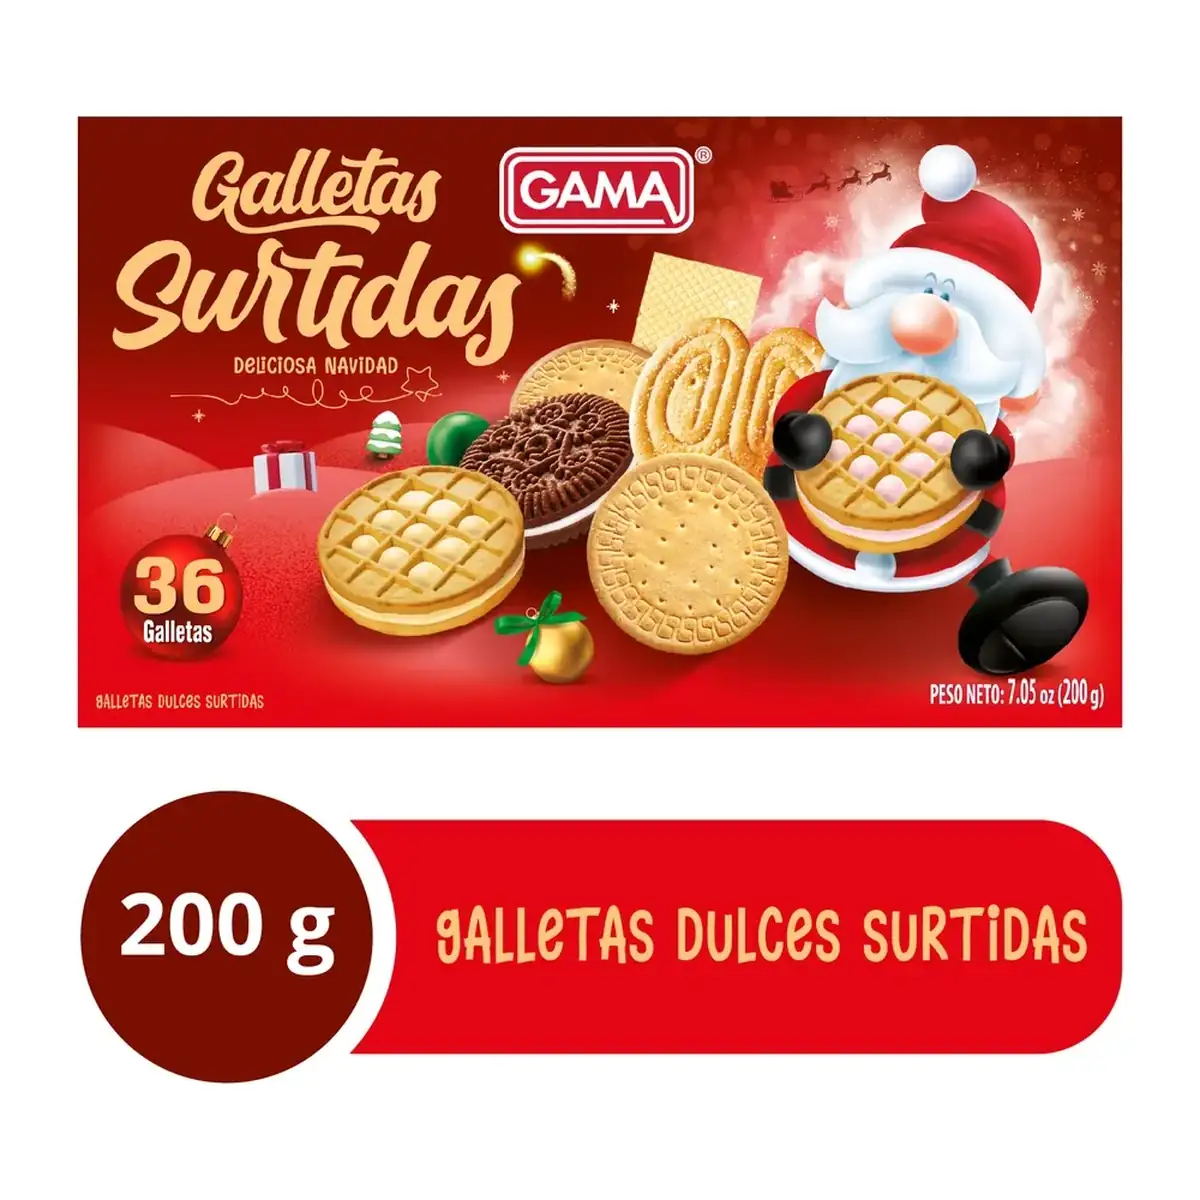 Galletas
Surtidas
DELICIOSA NAVIDAD
GAMA®
36
Galletas
GALLETAS DULCES SURTIDAS
PESO NETO: 7.05 oz (200 g)
200 g
GALLETAS DULCES SURTIDAS